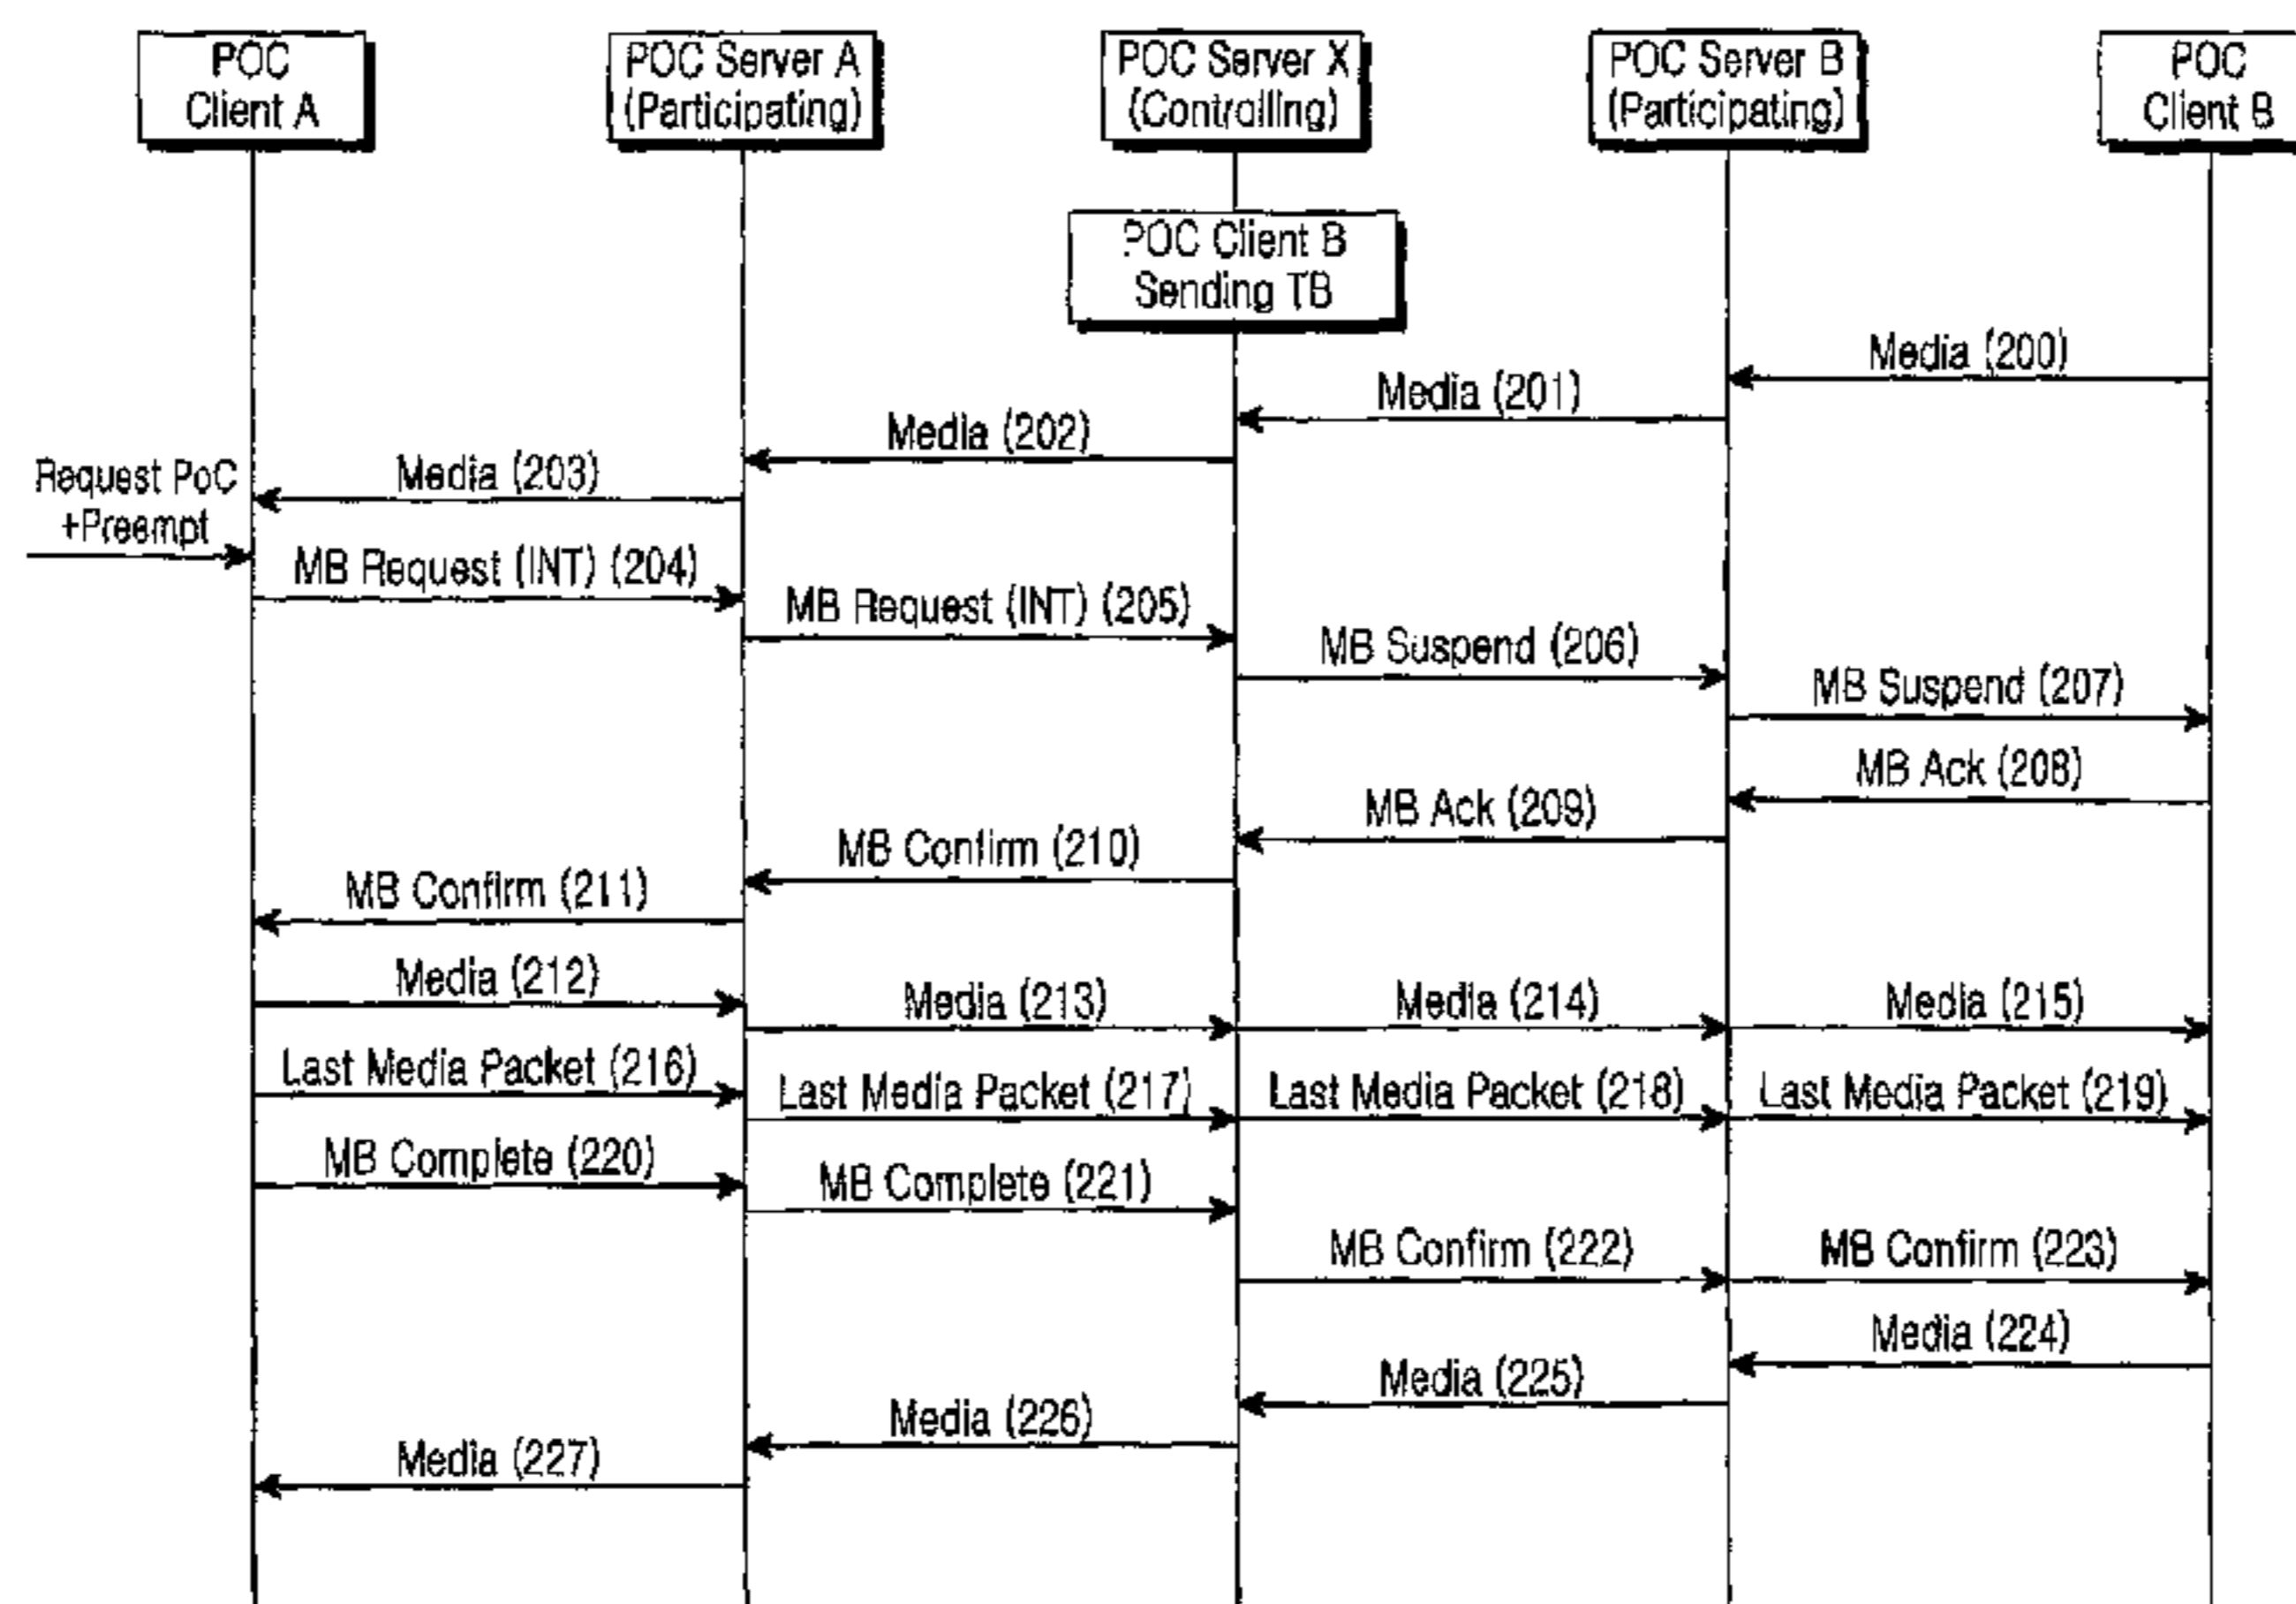 POC
Client A
POC Server A
(Participating)
POC Server X
(Controlling)
POC Server B
(Participating)
POC
Client B
POC Client B
Sending TB
Media (200)
Media (201)
Media (202)
Media (203)
Request PoC
+Preempt
MB Request (INT) (204)
MB Request (INT) (205)
MB Suspend (206)
MB Suspend (207)
MB Ack (208)
MB Ack (209)
MB Confirm (210)
MB Confirm (211)
Media (212)
Media (213)
Media (214)
Media (215)
Last Media Packet (216)
Last Media Packet (217)
Last Media Packet (218)
Last Media Packet (219)
MB Complete (220)
MB Complete (221)
MB Confirm (222)
MB Confirm (223)
Media (224)
Media (225)
Media (226)
Media (227)